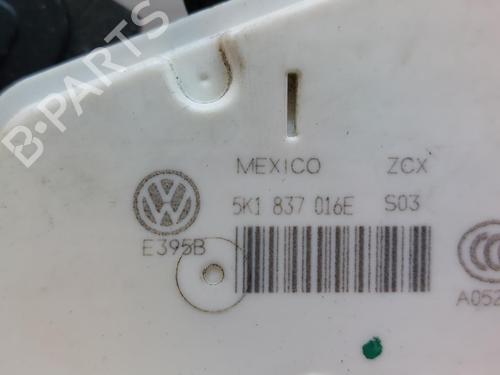 B-PARTS
MEXICO ZCX
5K1 837 016E S03
E395B
A052